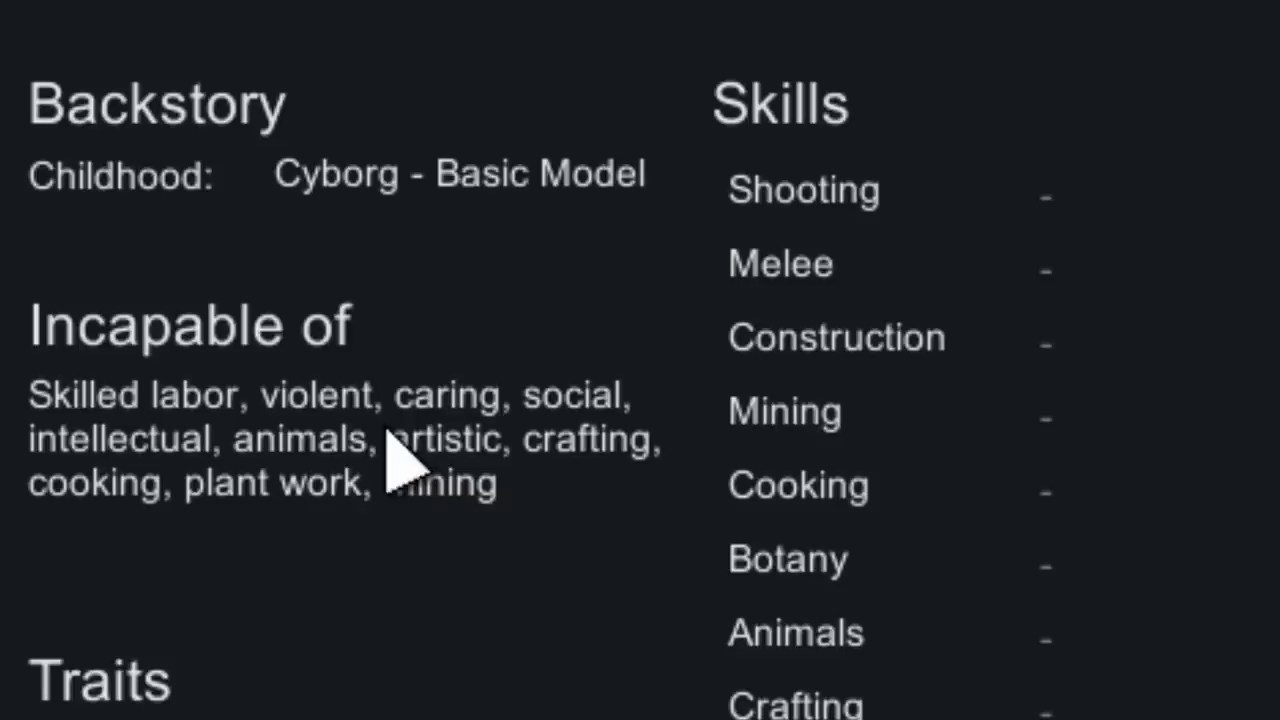 Backstory
Childhood: Cyborg - Basic Model
Incapable of
Skilled labor, violent, caring, social,
intellectual, animals, artistic, crafting,
cooking, plant work, mining
Traits
Skills
Shooting -
Melee -
Construction -
Mining -
Cooking -
Botany -
Animals -
Crafting -